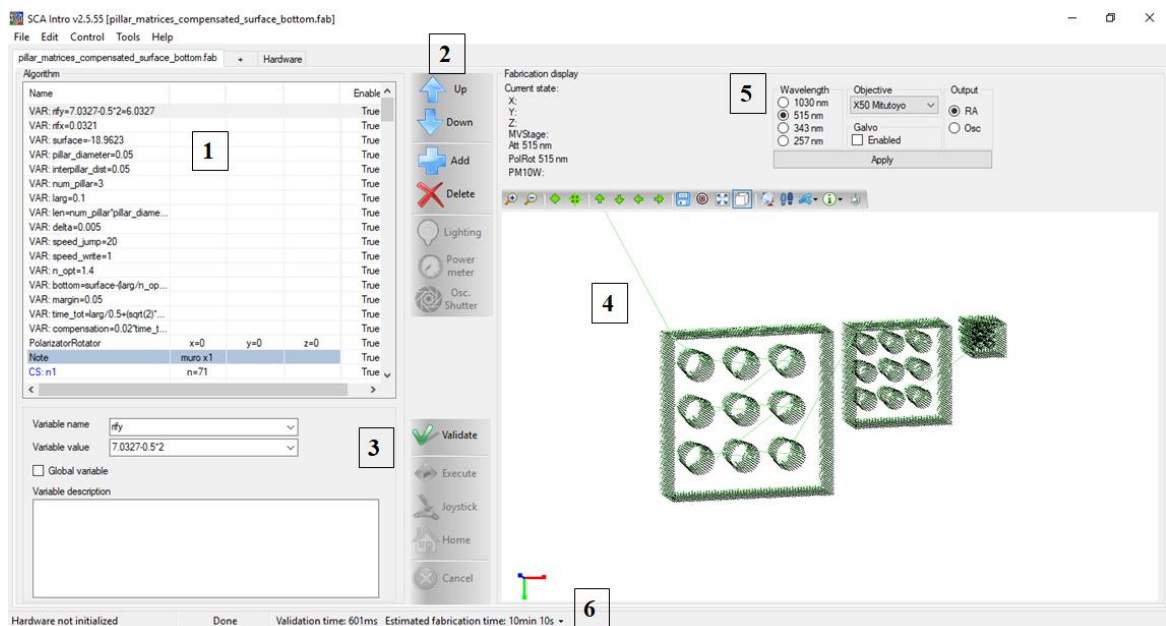 SCA Intro v2.5.55 [pillar_matrices_compensated_surface_bottom.fab]
File Edit Control Tools Help
pillar_matrices_compensated_surface_bottom.fab + Hardware
Algorithm
Name Enable
VAR: rify=7.0327-0.5*2=6.0327 True
VAR: rifx=0.0321 True
VAR: surface=-18.9623 True
VAR: pillar_diameter=0.05 True
VAR: interpillar_dist=0.05 True
VAR: num_pillar=3 True
VAR: larg=0.1 True
VAR: len=num_pillar*pillar_diame... True
VAR: delta=0.005 True
VAR: speed_jump=20 True
VAR: speed_write=1 True
VAR: n_opt=1.4 True
VAR: bottom=surface-(larg/n_op... True
VAR: margin=0.05 True
VAR: time_tot=larg/0.5+(sqrt(2)*... True
VAR: compensation=0.02*time_t... True
PolarizatorRotator x=0 y=0 z=0 True
Note muro x1 True
CS: n1 n=71 True
1
Variable name rify
Variable value 7.0327-0.5*2
Global variable
Variable description
3
2
Up
Down
Add
Delete
Lighting
Power
meter
Osc.
Shutter
Validate
Execute
Joystick
Home
Cancel
Fabrication display
Current state:
X:
Y:
Z:
MVStage:
Att 515 nm
PolRot 515 nm
PM10W:
5
Wavelength
1030 nm
515 nm
343 nm
257 nm
Objective
X50 Mitutoyo
Galvo
Enabled
Output
RA
Osc
Apply
4
Hardware not initialized Done Validation time: 601ms Estimated fabrication time: 10min 10s
6